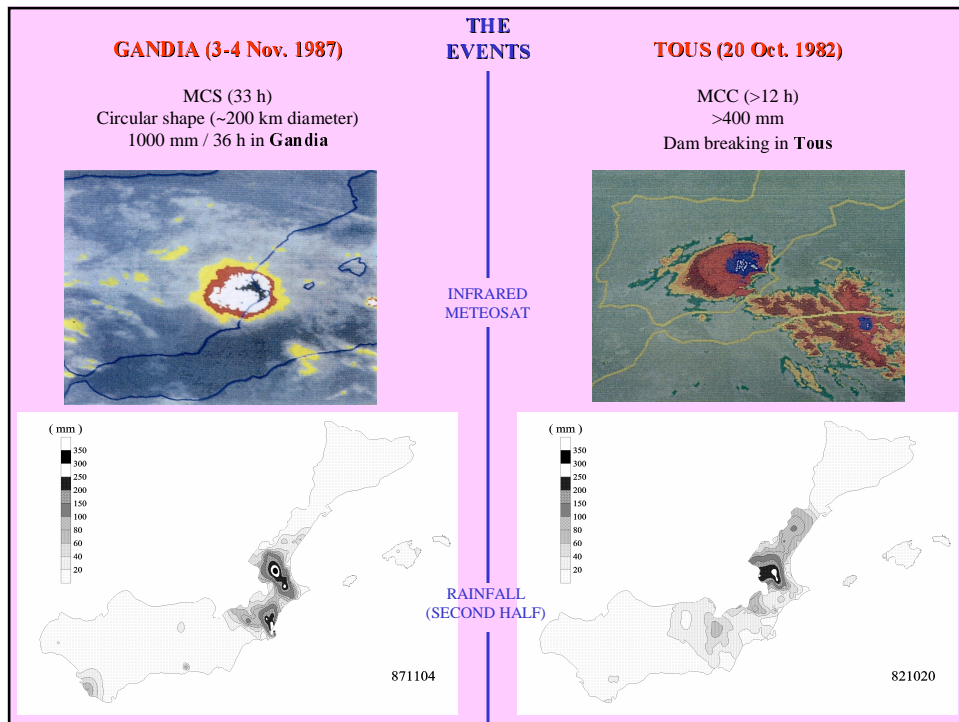 THE
EVENTS
GANDIA (3-4 Nov. 1987)
MCS (33 h)
Circular shape (~200 km diameter)
1000 mm / 36 h in Gandia
TOUS (20 Oct. 1982)
MCC (>12 h)
>400 mm
Dam breaking in Tous
INFRARED
METEOSAT
( mm )
350
300
250
200
150
100
80
60
40
20
871104
RAINFALL
(SECOND HALF)
( mm )
350
300
250
200
150
100
80
60
40
20
821020